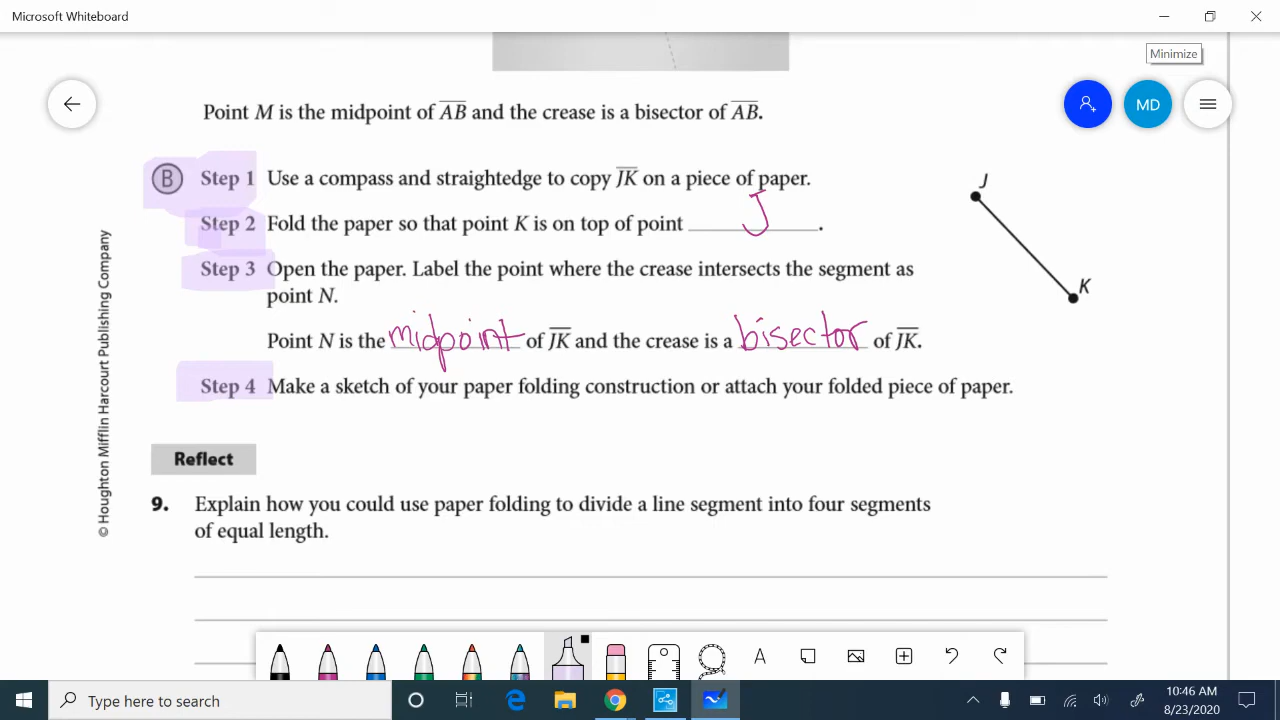 Microsoft Whiteboard
Minimize
MD
Point M is the midpoint of AB and the crease is a bisector of AB.
B Step 1 Use a compass and straightedge to copy JK on a piece of paper.
Step 2 Fold the paper so that point K is on top of point J.
Step 3 Open the paper. Label the point where the crease intersects the segment as
point N.
Point N is the midpoint of JK and the crease is a bisector of JK.
Step 4 Make a sketch of your paper folding construction or attach your folded piece of paper.
J
K
© Houghton Mifflin Harcourt Publishing Company
Reflect
9. Explain how you could use paper folding to divide a line segment into four segments
of equal length.
A
Type here to search
10:46 AM
8/23/2020